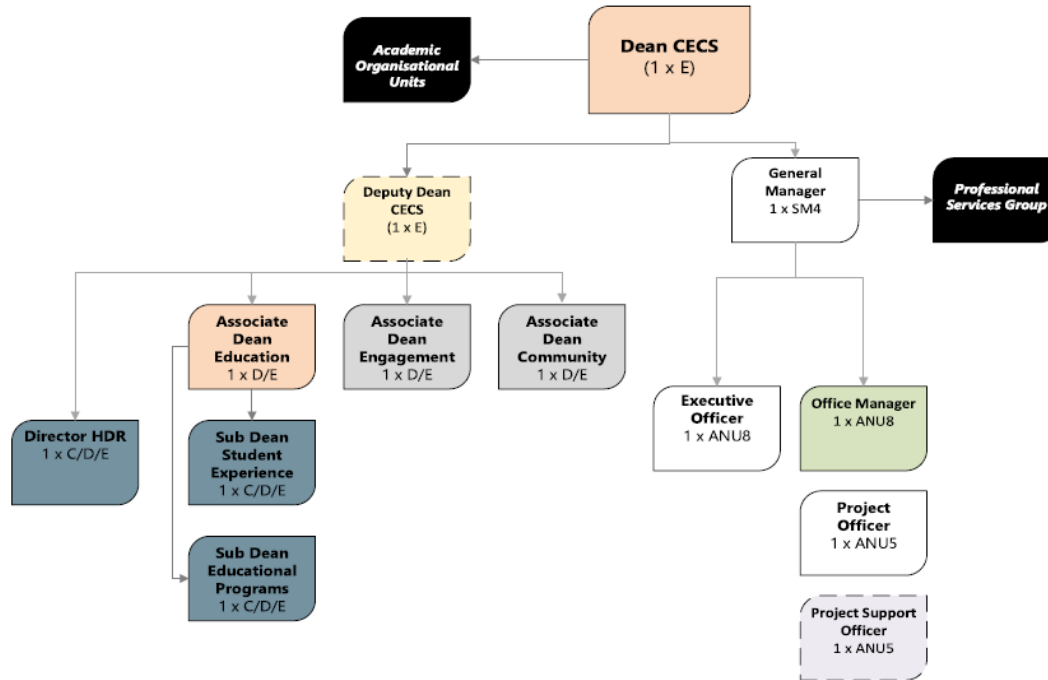 Academic
Organisational
Units
Dean CECS
(1 x E)
Deputy Dean
CECS
(1 x E)
General
Manager
1 x SM4
Professional
Services Group
Associate
Dean
Education
1 x D/E
Associate
Dean
Engagement
1 x D/E
Associate
Dean
Community
1 x D/E
Executive
Officer
1 x ANU8
Office Manager
1 x ANU8
Director HDR
1 x C/D/E
Sub Dean
Student
Experience
1 x C/D/E
Project
Officer
1 x ANU5
Sub Dean
Educational
Programs
1 x C/D/E
Project Support
Officer
1 x ANU5